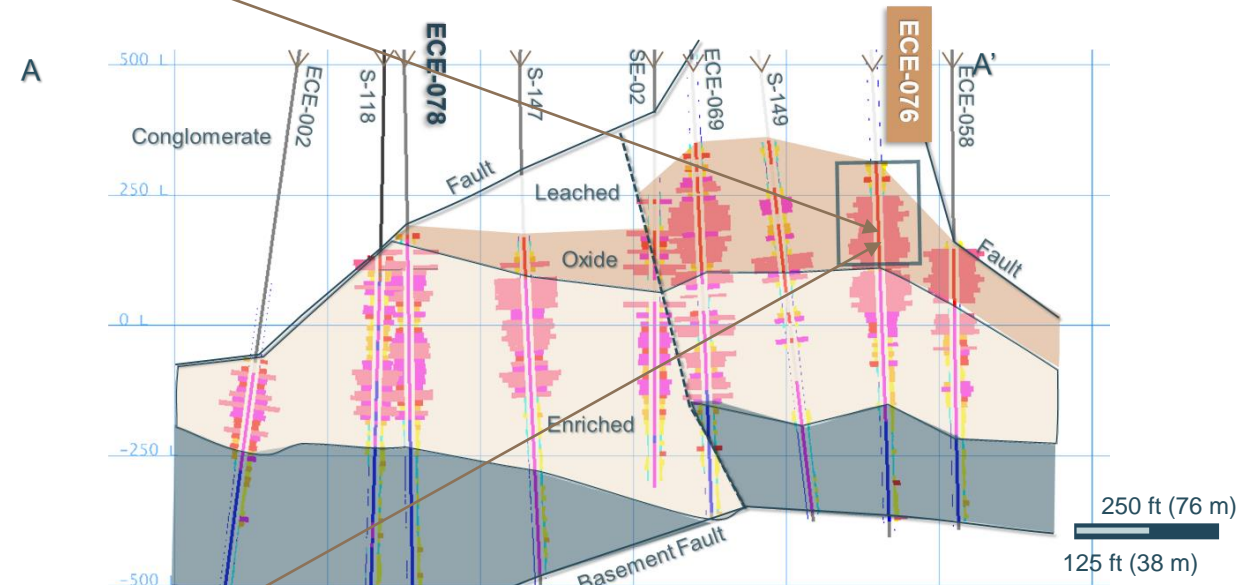 A
500 L
ECE-002
S-118
ECE-078
S-147
SE-02
ECE-069
S-149
ECE-076
A’
ECE-058
Conglomerate
Fault
Leached
250 L
Oxide
Fault
0 L
Enriched
-250
Basement Fault
-500
250 ft (76 m)
125 ft (38 m)